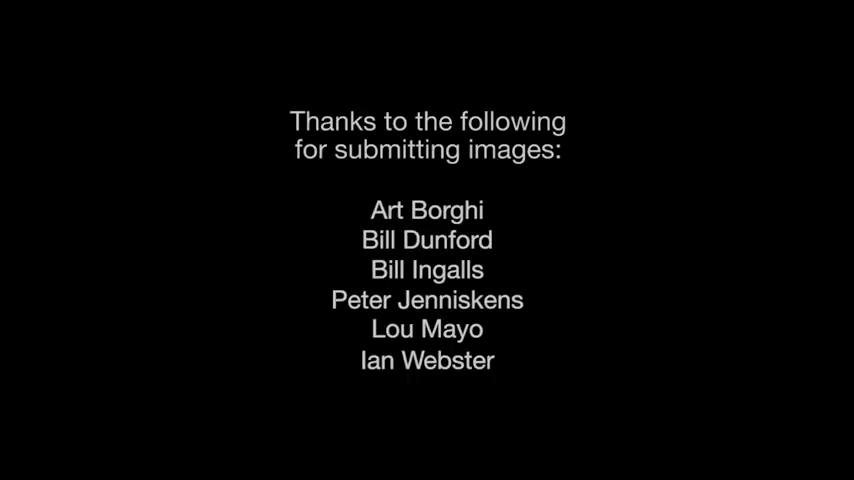 Thanks to the following
for submitting images:
Art Borghi
Bill Dunford
Bill Ingalls
Peter Jenniskens
Lou Mayo
Ian Webster